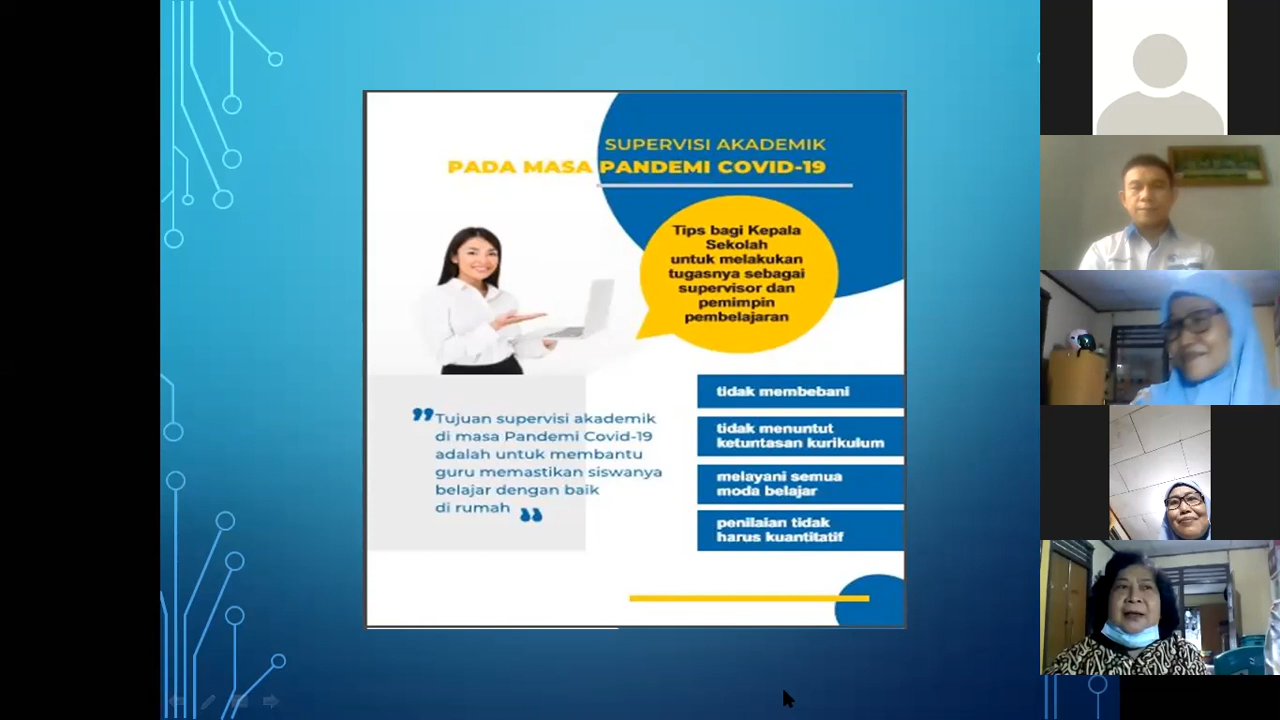 SUPERVISI AKADEMIK
PADA MASA PANDEMI COVID-19
Tips bagi Kepala
Sekolah
untuk melakukan
tugasnya sebagai
supervisor dan
pemimpin
pembelajaran
"Tujuan supervisi akademik
di masa Pandemi Covid-19
adalah untuk membantu
guru memastikan siswanya
belajar dengan baik
di rumah "
tidak membebani
tidak menuntut
ketuntasan kurikulum
melayani semua
moda belajar
penilaian tidak
harus kuantitatif